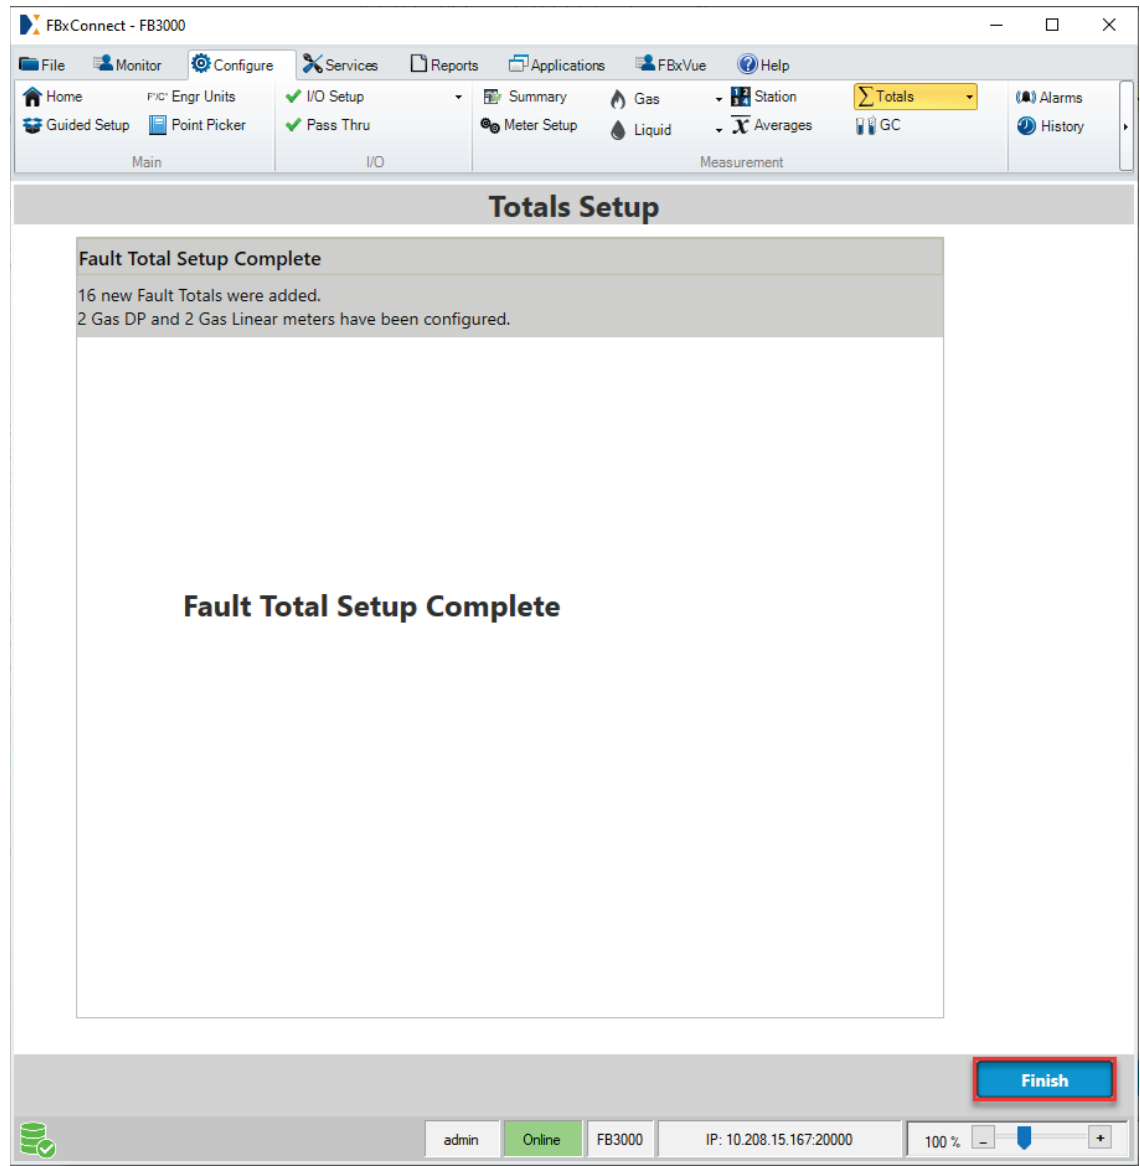 FBxConnect - FB3000
File Monitor Configure Services Reports Applications FBxVue Help
Home F°/C° Engr Units I/O Setup Summary Gas Station Totals Alarms
Guided Setup Point Picker Pass Thru Meter Setup Liquid Averages GC History
Main I/O Measurement
Totals Setup
Fault Total Setup Complete
16 new Fault Totals were added.
2 Gas DP and 2 Gas Linear meters have been configured.
Fault Total Setup Complete
Finish
admin Online FB3000 IP: 10.208.15.167:20000 100 %